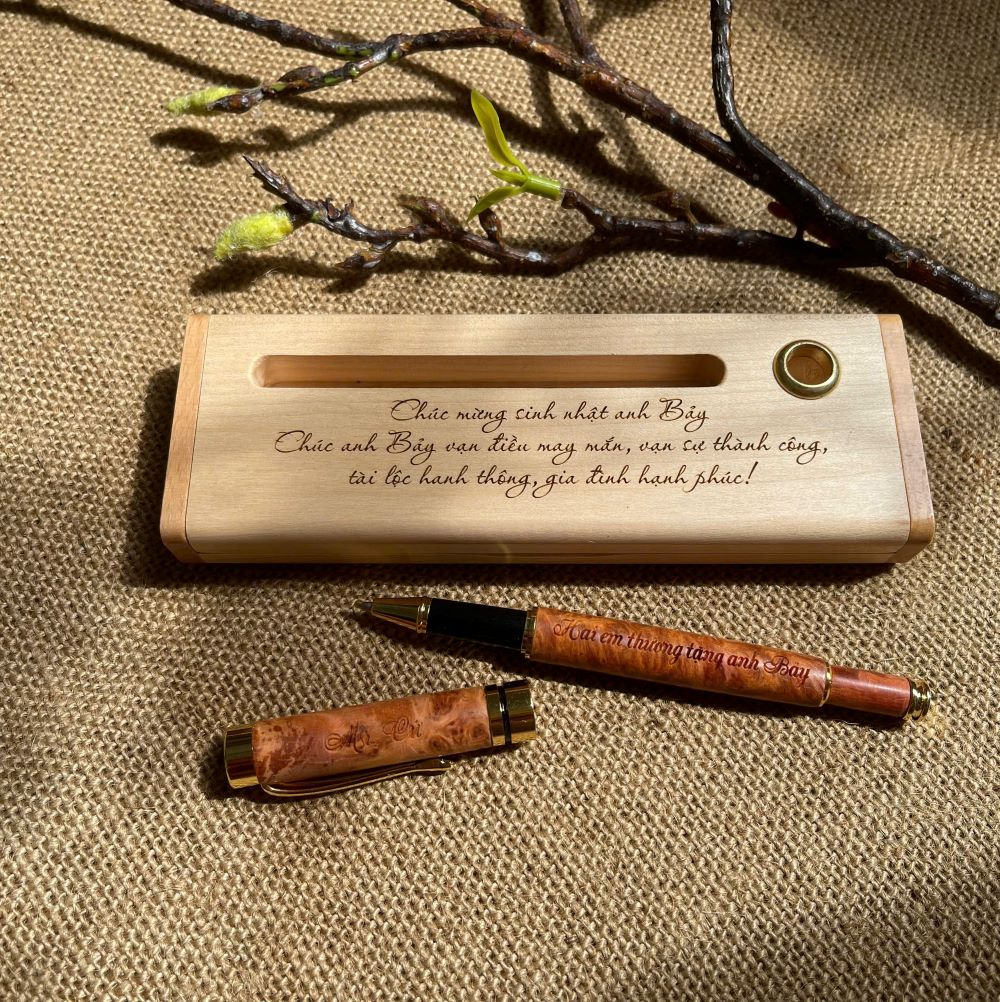 Chúc mừng sinh nhật anh Bảy
Chúc anh Bảy vạn điều may mắn, vạn sự thành công,
tài lộc hanh thông, gia đình hạnh phúc!
Hai em thương tặng anh Bảy
Mr.